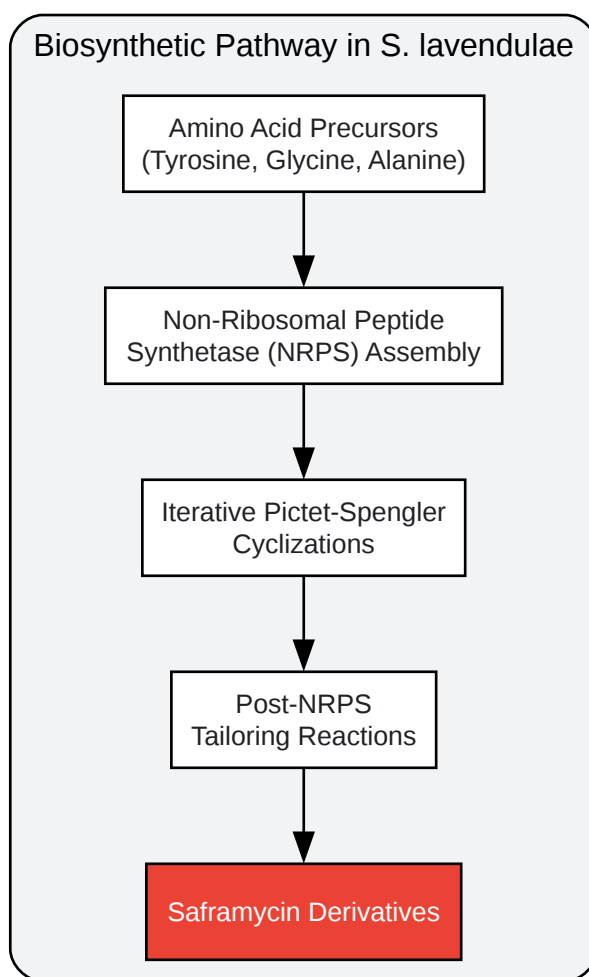 Biosynthetic Pathway in S. lavendulae
Amino Acid Precursors
(Tyrosine, Glycine, Alanine)
Non-Ribosomal Peptide
Synthetase (NRPS) Assembly
Iterative Pictet-Spengler
Cyclizations
Post-NRPS
Tailoring Reactions
Saframycin Derivatives